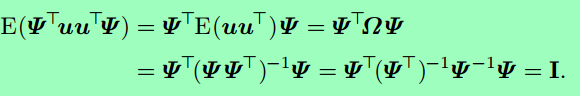 E(Ψ⊤uu⊤Ψ) = Ψ⊤E(uu⊤)Ψ = Ψ⊤ΩΨ
= Ψ⊤(ΨΨ⊤)−1Ψ = Ψ⊤(Ψ⊤)−1Ψ−1Ψ = I.